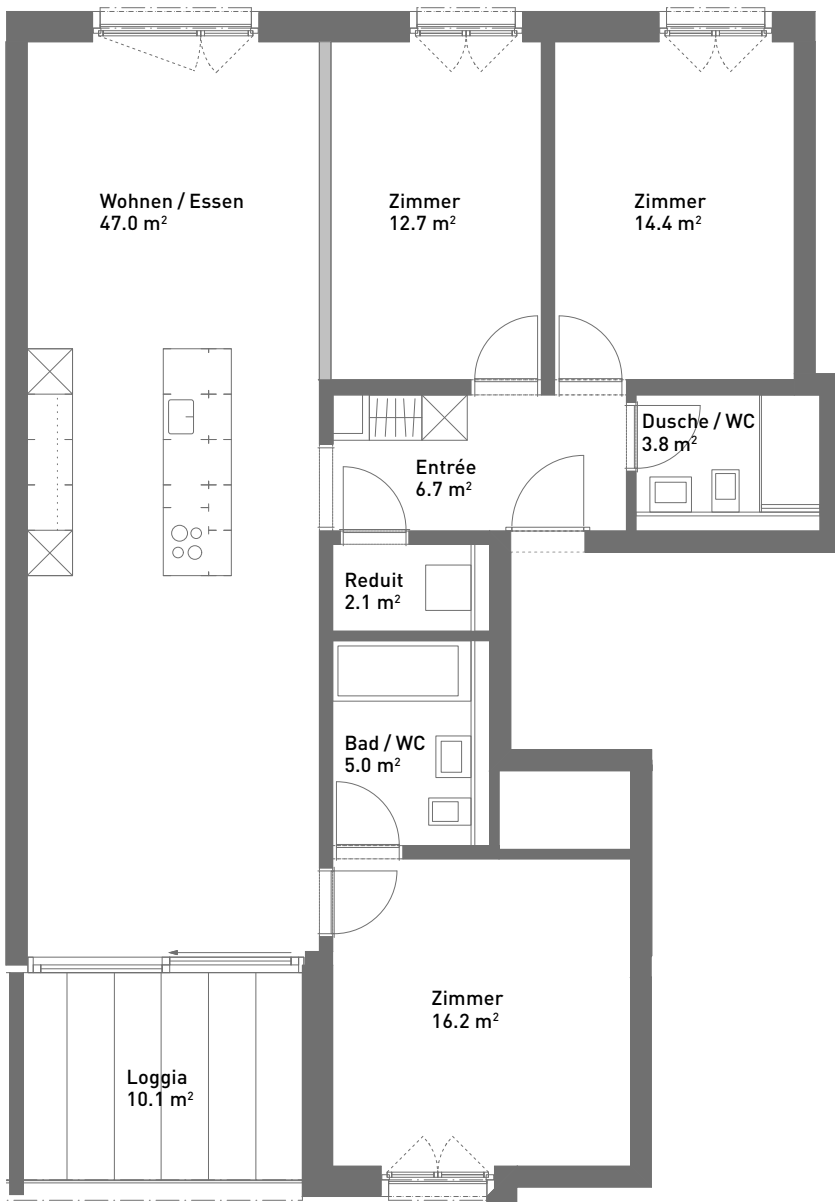 Wohnen / Essen
47.0 m²
Zimmer
12.7 m²
Zimmer
14.4 m²
Dusche / WC
3.8 m²
Entrée
6.7 m²
Reduit
2.1 m²
Bad / WC
5.0 m²
Zimmer
16.2 m²
Loggia
10.1 m²